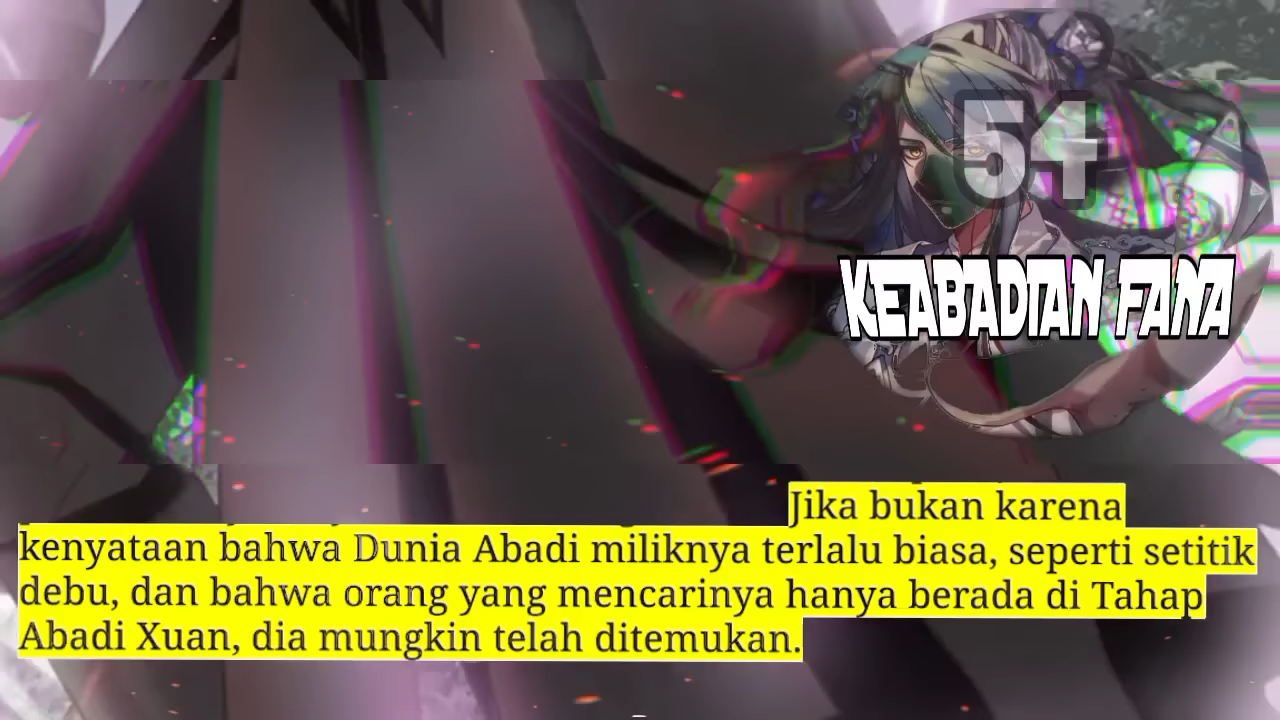 54
KEABADIAN FANA
Jika bukan karena
kenyataan bahwa Dunia Abadi miliknya terlalu biasa, seperti setitik
debu, dan bahwa orang yang mencarinya hanya berada di Tahap
Abadi Xuan, dia mungkin telah ditemukan.